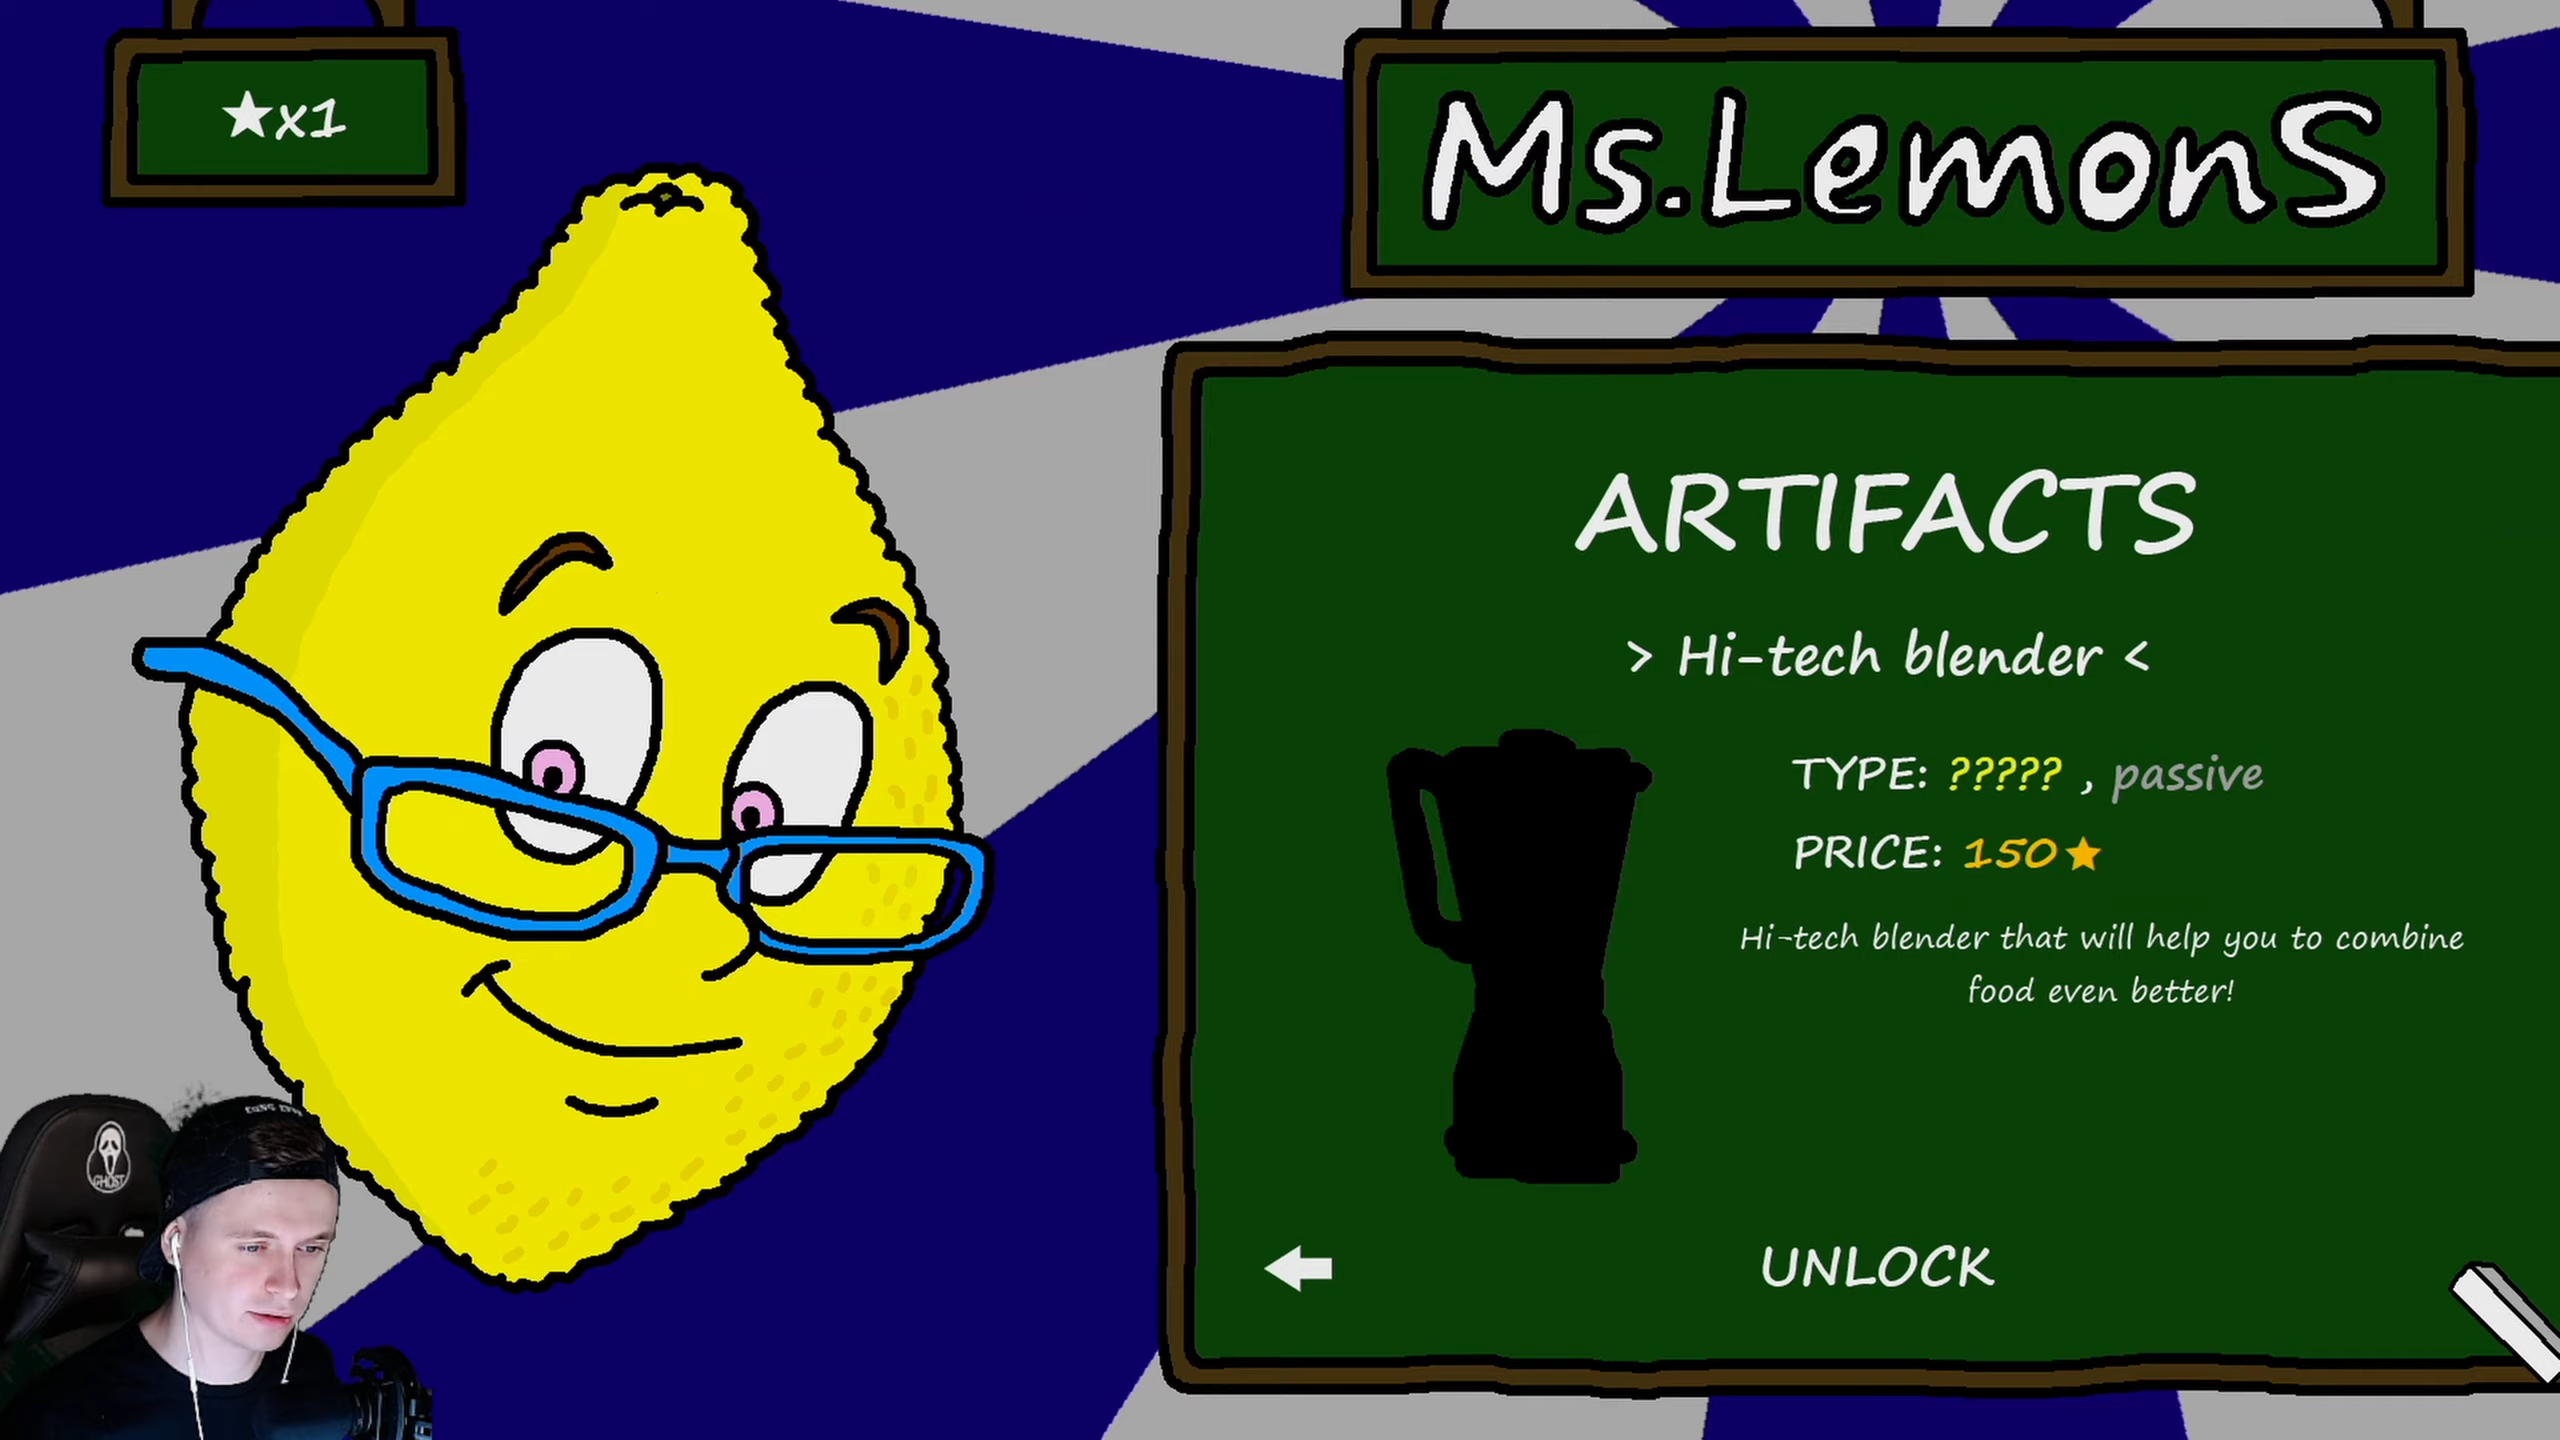 ★x1
Ms.LemonS
ARTIFACTS
> Hi-tech blender <
TYPE: ????? , passive
PRICE: 150★
Hi-tech blender that will help you to combine
food even better!
UNLOCK
GHOST